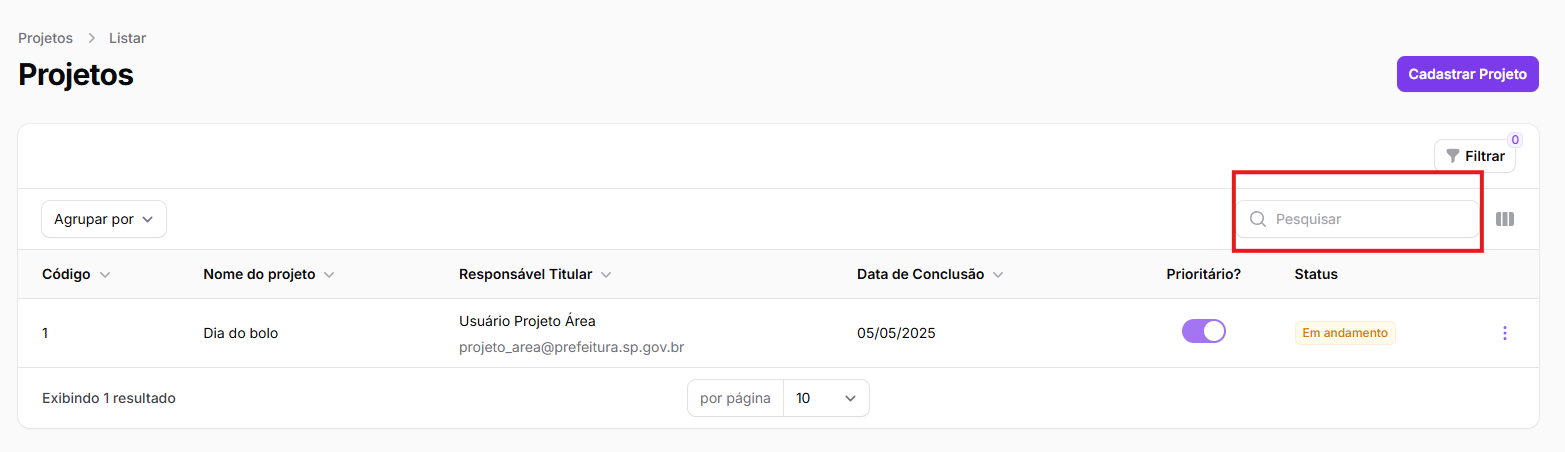 Projetos > Listar
Projetos
Cadastrar Projeto
0
Filtrar
Agrupar por
Pesquisar
Código Nome do projeto Responsável Titular Data de Conclusão Prioritário? Status
1 Dia do bolo Usuário Projeto Área 05/05/2025 Em andamento
projeto_area@prefeitura.sp.gov.br
Exibindo 1 resultado por página 10